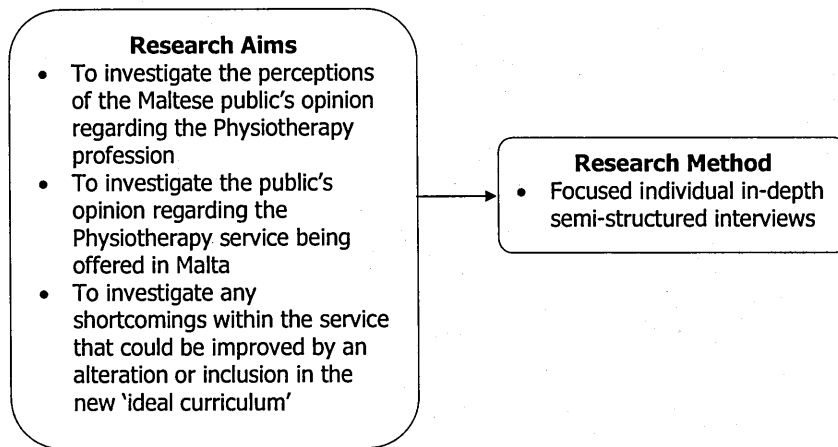 Research Aims
• To investigate the perceptions
of the Maltese public's opinion
regarding the Physiotherapy
profession
• To investigate the public's
opinion regarding the
Physiotherapy service being
offered in Malta
• To investigate any
shortcomings within the service
that could be improved by an
alteration or inclusion in the
new 'ideal curriculum'
Research Method
• Focused individual in-depth
semi-structured interviews